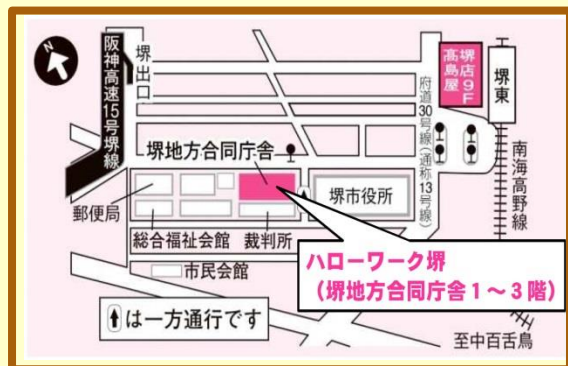 N
阪神高速15号堺線
堺出口
府道30号線(通称13号線)
髙島屋
堺店9F
堺東
南海高野線
堺地方合同庁舎
郵便局
堺市役所
総合福祉会館
裁判所
市民会館
ハローワーク堺
(堺地方合同庁舎1～3階)
は一方通行です
至中百舌鳥